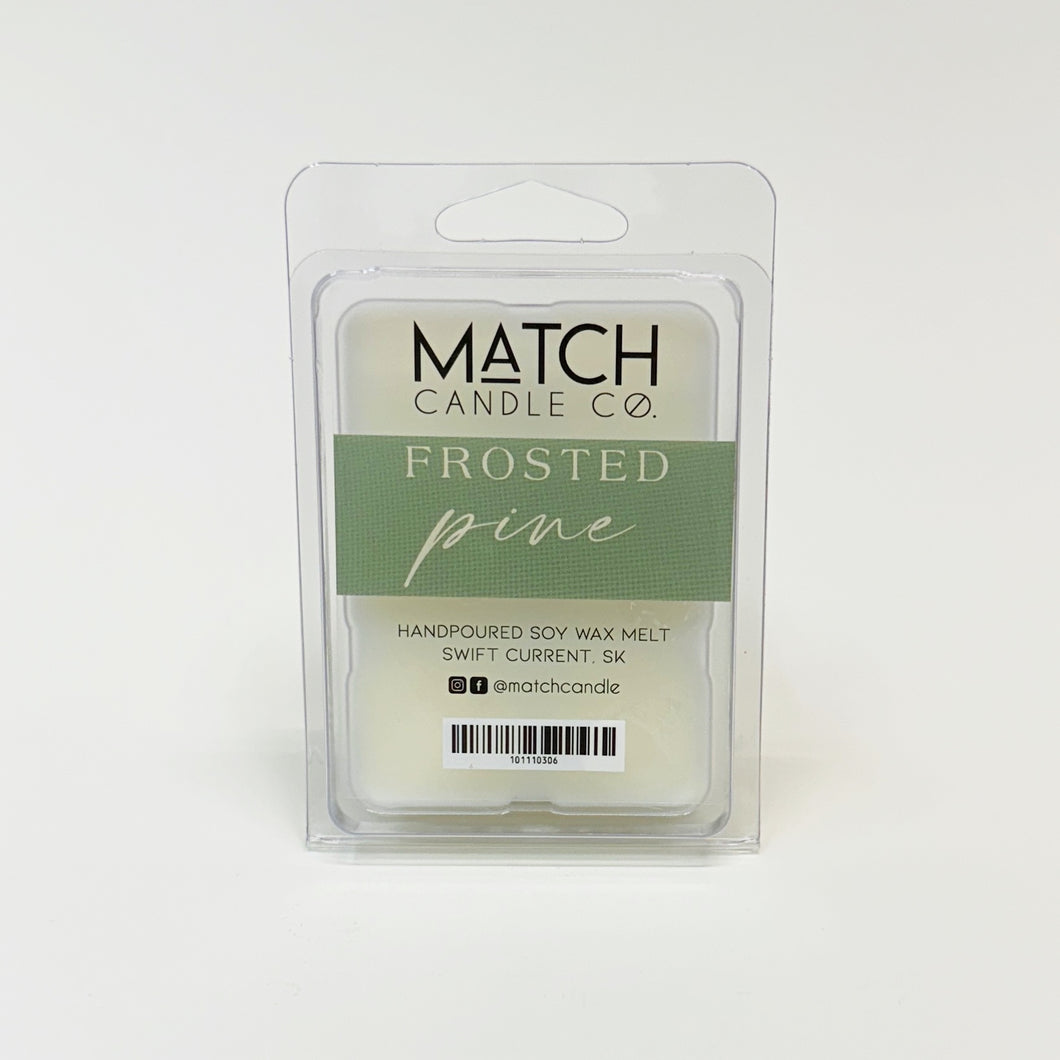 MATCH
CANDLE CO.
FROSTED
pine
HANDPOURED SOY WAX MELT
SWIFT CURRENT, SK
@matchcandle
101110306